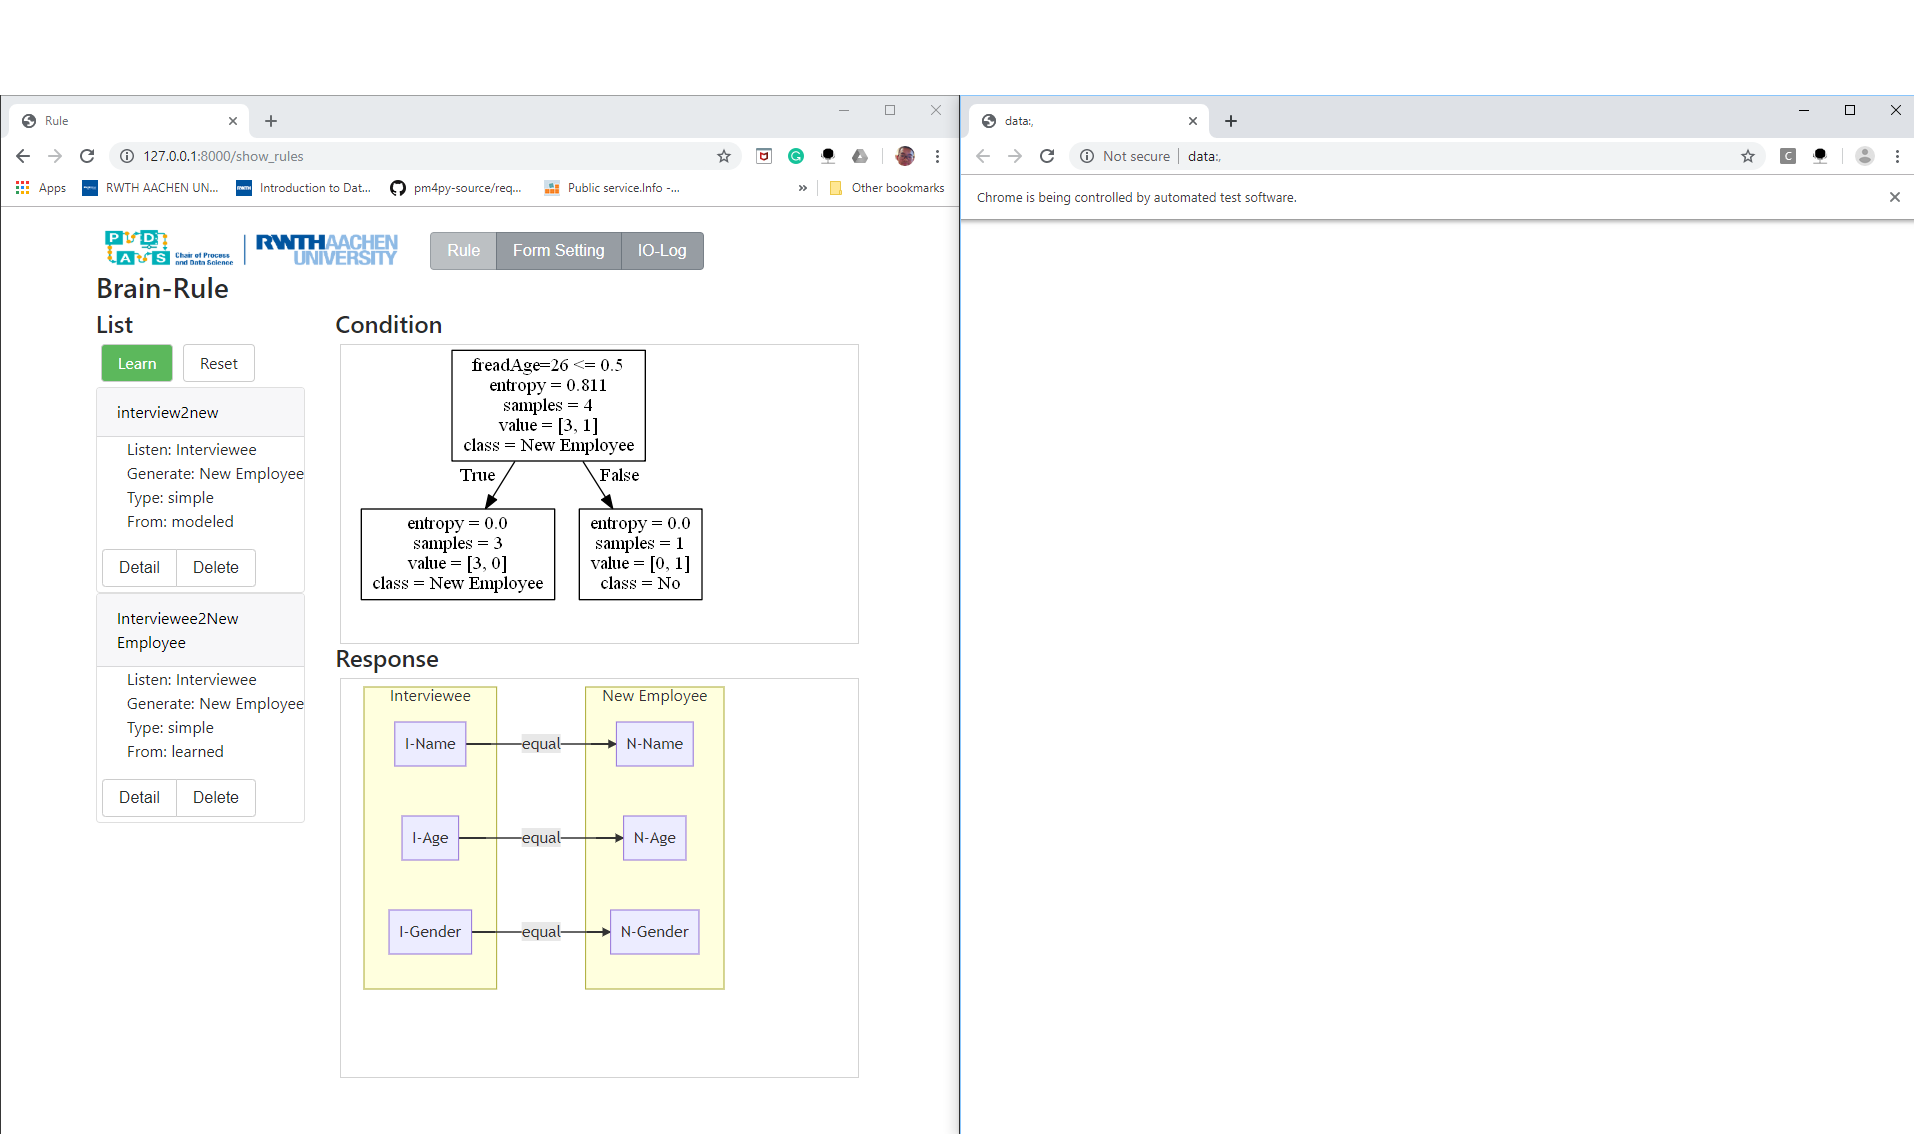 Rule
127.0.0.1:8000/show_rules
Apps RWTH AACHEN UN... Introduction to Dat... pm4py-source/req... Public service.Info -... » Other bookmarks
PDAS Chair of Process and Data Science
RWTH AACHEN UNIVERSITY
Rule Form Setting IO-Log
Brain-Rule
List
Learn Reset
interview2new
Listen: Interviewee
Generate: New Employee
Type: simple
From: modeled
Detail Delete
Interviewee2New
Employee
Listen: Interviewee
Generate: New Employee
Type: simple
From: learned
Detail Delete
Condition
freadAge=26 <= 0.5
entropy = 0.811
samples = 4
value = [3, 1]
class = New Employee
True False
entropy = 0.0
samples = 3
value = [3, 0]
class = New Employee
entropy = 0.0
samples = 1
value = [0, 1]
class = No
Response
Interviewee New Employee
I-Name equal N-Name
I-Age equal N-Age
I-Gender equal N-Gender
data:,
Not secure data:,
Chrome is being controlled by automated test software.